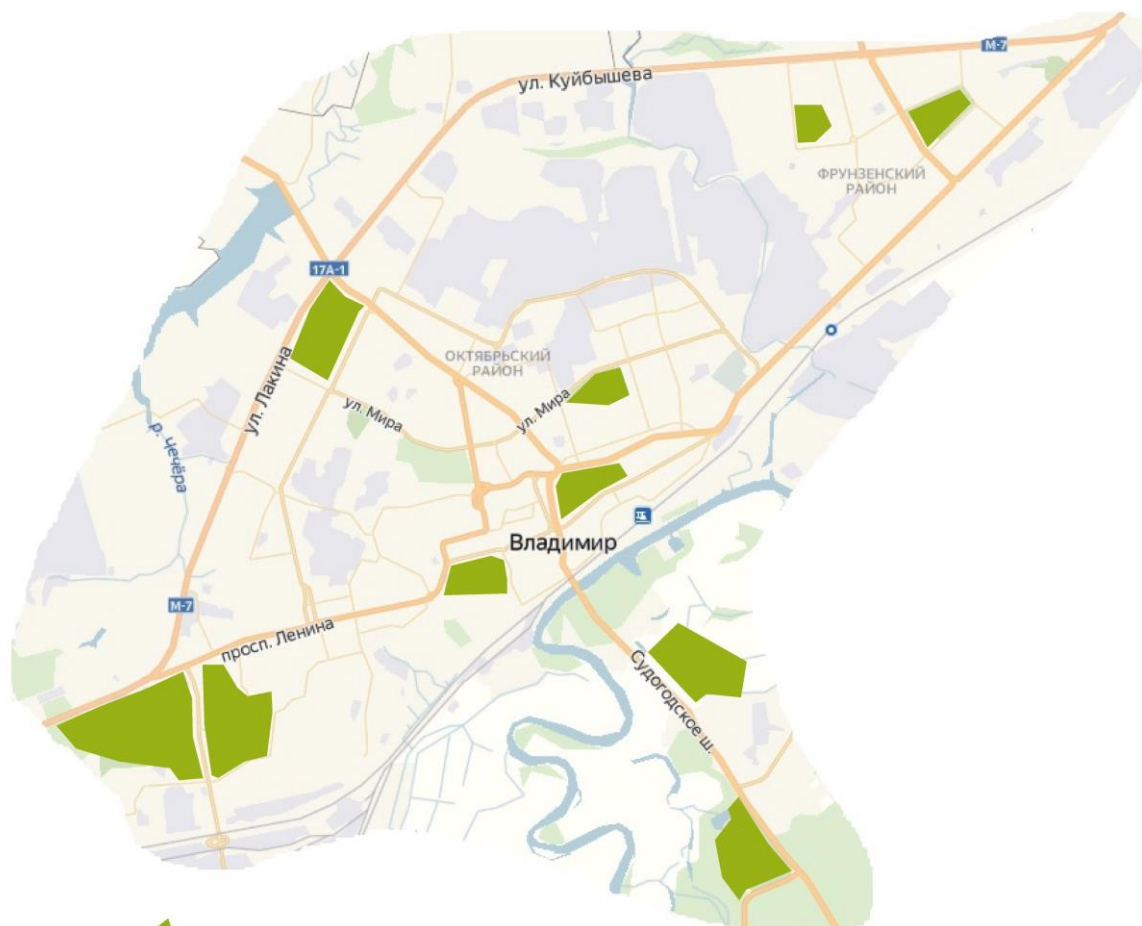 М-7
ул. Куйбышева
ФРУНЗЕНСКИЙ
РАЙОН
17А-1
ОКТЯБРЬСКИЙ
РАЙОН
ул. Лакина
ул. Мира
ул. Мира
р. Чечёра
Владимир
М-7
просп. Ленина
Судогодское ш.